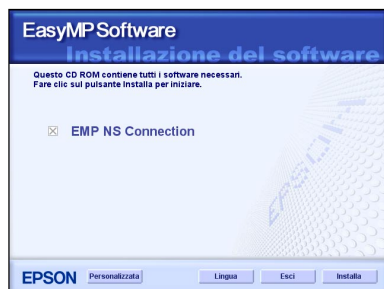 EasyMP Software
Installazione del software
Questo CD ROM contiene tutti i software necessari.
Fare clic sul pulsante Installa per iniziare.
EMP NS Connection
EPSON
EPSON
Personalizzata
Lingua
Esci
Installa